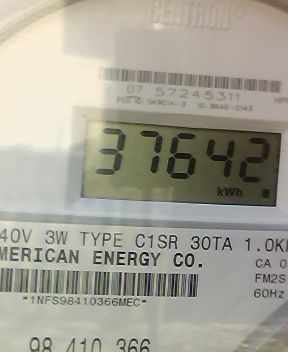 CENTRON®
07 57245311
37642
kWh
40V 3W TYPE C1SR 30TA 1.0K
MERICAN ENERGY CO.
CA 0
FM2S
60Hz
*1NFS98410366MEC*
98 410 366